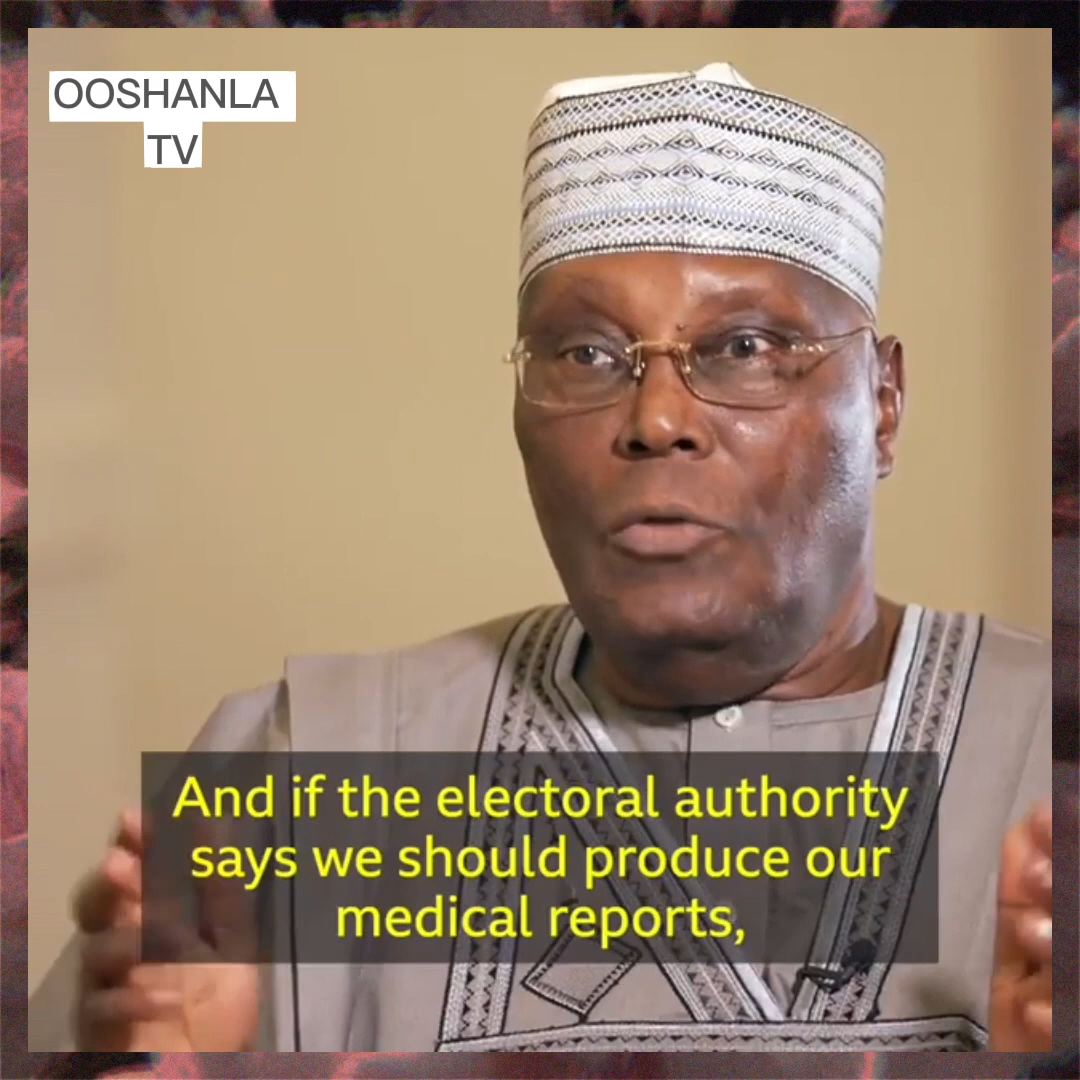 OOSHANLA
TV
And if the electoral authority
says we should produce our
medical reports,